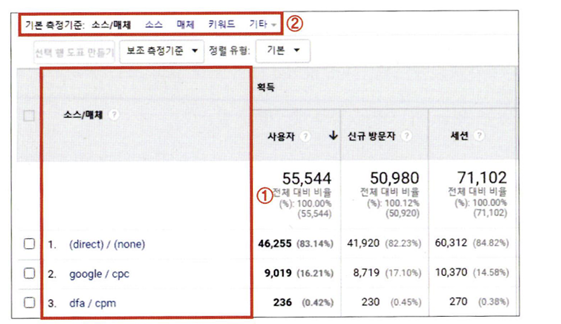 기본 측정기준: 소스/매체 소스 매체 키워드 기타 ②
선택 행 도표 만들기 보조 측정기준 정렬 유형: 기본
획득
소스/매체 ?
사용자 ? ↓ 신규 방문자 ? 세션 ?
55,544 50,980 71,102
① 전체 대비 비율 전체 대비 비율 전체 대비 비율
(%): 100.00% (%): 100.12% (%): 100.00%
(55,544) (50,920) (71,102)
1. (direct) / (none) 46,255 (83.14%) 41,920 (82.23%) 60,312 (84.82%)
2. google / cpc 9,019 (16.21%) 8,719 (17.10%) 10,370 (14.58%)
3. dfa / cpm 236 (0.42%) 230 (0.45%) 270 (0.38%)